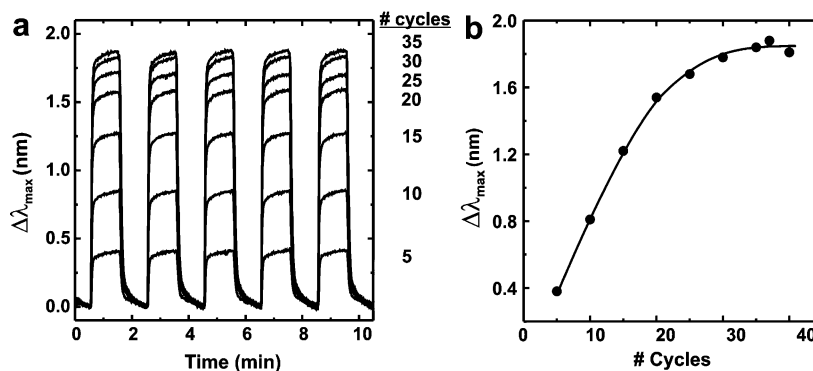 a
# cycles
2.0
1.5
1.0
0.5
0.0
Δλmax (nm)
0 2 4 6 8 10
Time (min)
35
30
25
20
15
10
5
b
2.0
1.6
1.2
0.8
0.4
Δλmax (nm)
0 10 20 30 40
# Cycles